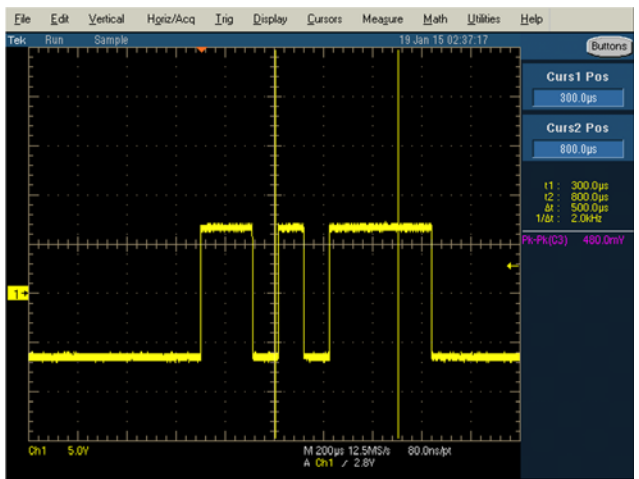 File Edit Vertical Horiz/Acq Trig Display Cursors Measure Math Utilities Help
Tek Run Sample 19 Jan 15 02:37:17
Buttons
Curs1 Pos
300.0µs
Curs2 Pos
800.0µs
t1 : 300.0µs
t2 : 800.0µs
Δt : 500.0µs
1/Δt : 2.0kHz
Pk-Pk(C3) 480.0mV
1
Ch1 5.0V M 200µs 12.5MS/s 80.0ns/pt
A Ch1 / 2.8V